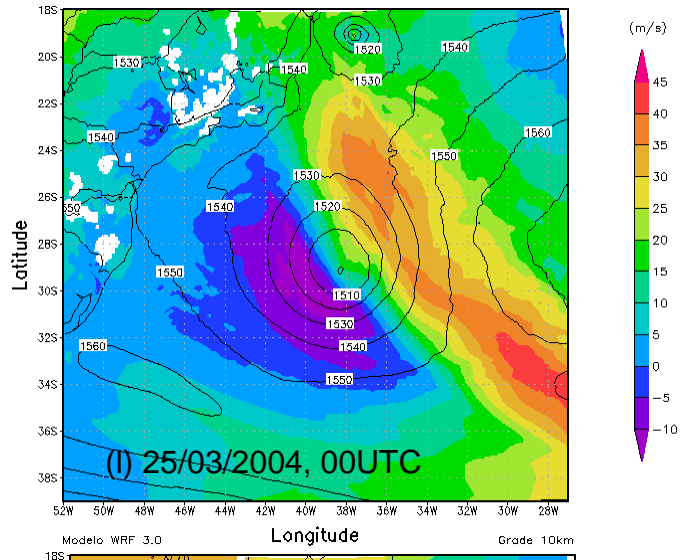 18S
20S
22S
24S
26S
28S
30S
32S
34S
36S
38S
Latitude
1530
1540
1520
1530
1540
1560
1540
1550
1530
1520
1540
550
1550
1510
1530
1540
1550
1560
(I) 25/03/2004, 00UTC
52W 50W 48W 46W 44W 42W 40W 38W 36W 34W 32W 30W 28W
Longitude
Modelo WRF 3.0
Grade 10km
(m/s)
45
40
35
30
25
20
15
10
5
0
−5
−10
18S